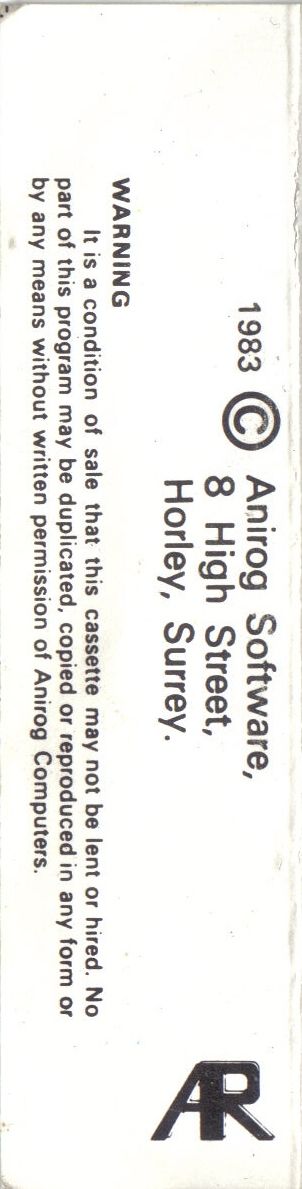 1983 © Anirog Software,
8 High Street,
Horley, Surrey.
WARNING
It is a condition of sale that this cassette may not be lent or hired. No
part of this program may be duplicated, copied or reproduced in any form or
by any means without written permission of Anirog Computers.
AR